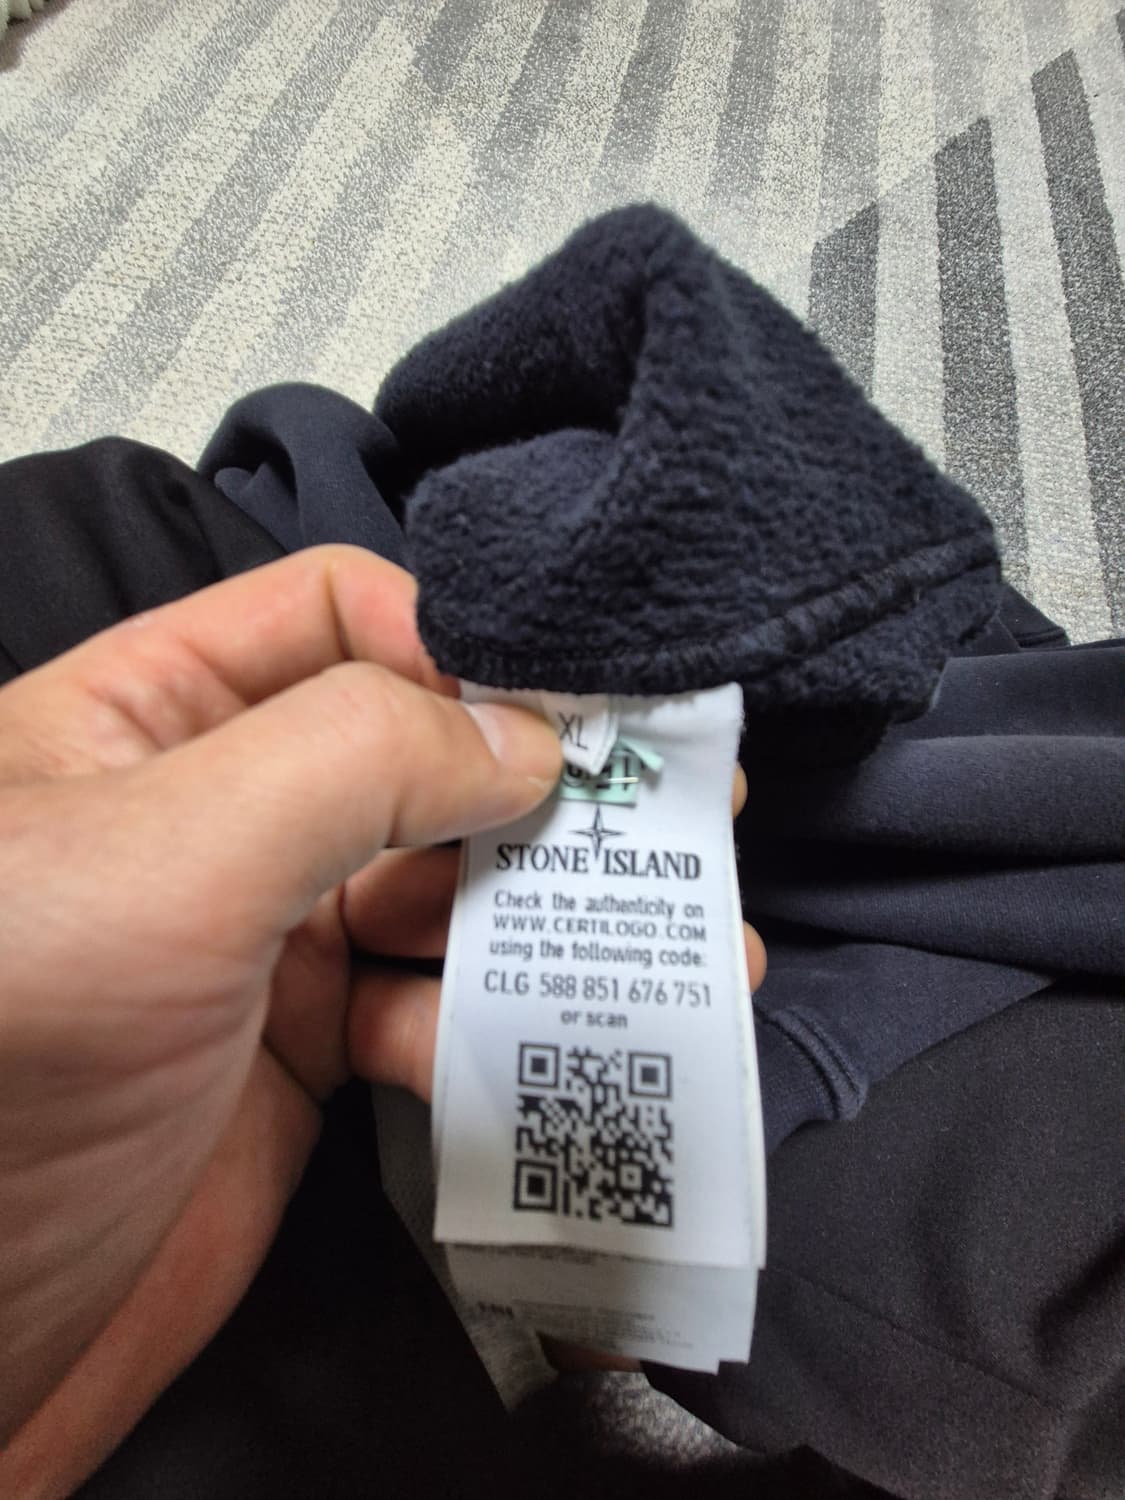 XL
STONE ISLAND
Check the authenticity on
WWW.CERTILOGO.COM
using the following code:
CLG 588 851 676 751
or scan